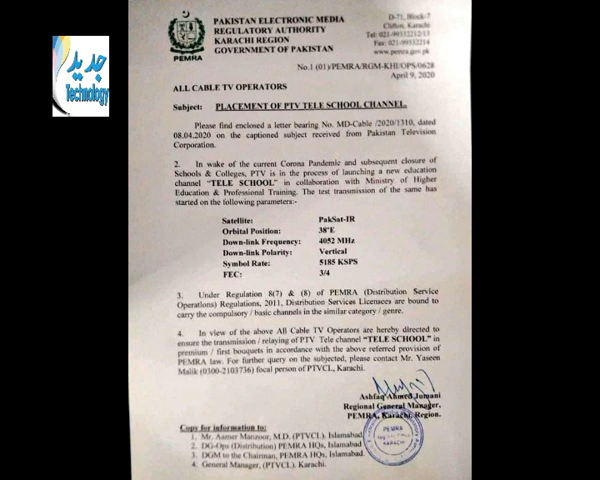 جدید
Technology
PEMRA
PAKISTAN ELECTRONIC MEDIA
REGULATORY AUTHORITY
KARACHI REGION
GOVERNMENT OF PAKISTAN
D-71, Block-7
Clifton, Karachi
Tel: 021-99332212/13
Fax: 021-99332214
www.pemra.gov.pk
No.1 (01)/PEMRA/RGM-KHI/OPS/0628
April 9, 2020
ALL CABLE TV OPERATORS
Subject: PLACEMENT OF PTV TELE SCHOOL CHANNEL.
Please find enclosed a letter bearing No. MD-Cable /2020/1310, dated
08.04.2020 on the captioned subject received from Pakistan Television
Corporation.
2. In wake of the current Corona Pandemic and subsequent closure of
Schools & Colleges, PTV is in the process of launching a new education
channel "TELE SCHOOL" in collaboration with Ministry of Higher
Education & Professional Training. The test transmission of the same has
started on the following parameters:-
Satellite: PakSat-IR
Orbital Position: 38°E
Down-link Frequency: 4052 MHz
Down-link Polarity: Vertical
Symbol Rate: 5185 KSPS
FEC: 3/4
3. Under Regulation 8(7) & (8) of PEMRA (Distribution Service
Operations) Regulations, 2011, Distribution Services Licensees are bound to
carry the compulsory / basic channels in the similar category / genre.
4. In view of the above All Cable TV Operators are hereby directed to
ensure the transmission / relaying of PTV Tele channel "TELE SCHOOL" in
premium / first bouquets in accordance with the above referred provision of
PEMRA law. For further query on the subjected, please contact Mr. Yaseen
Malik (0300-2103736) focal person of PTVCL, Karachi.
Ashfaq Ahmed Jumani
Regional General Manager,
PEMRA, Karachi, Region.
PEMRA
KARACHI
Copy for information to:
1. Mr. Aamer Manzoor, M.D. (PTVCL), Islamabad
2. DG-Ops (Distribution) PEMRA HQs, Islamabad
3. DGM to the Chairman, PEMRA HQs, Islamabad.
4. General Manager, (PTVCL). Karachi.